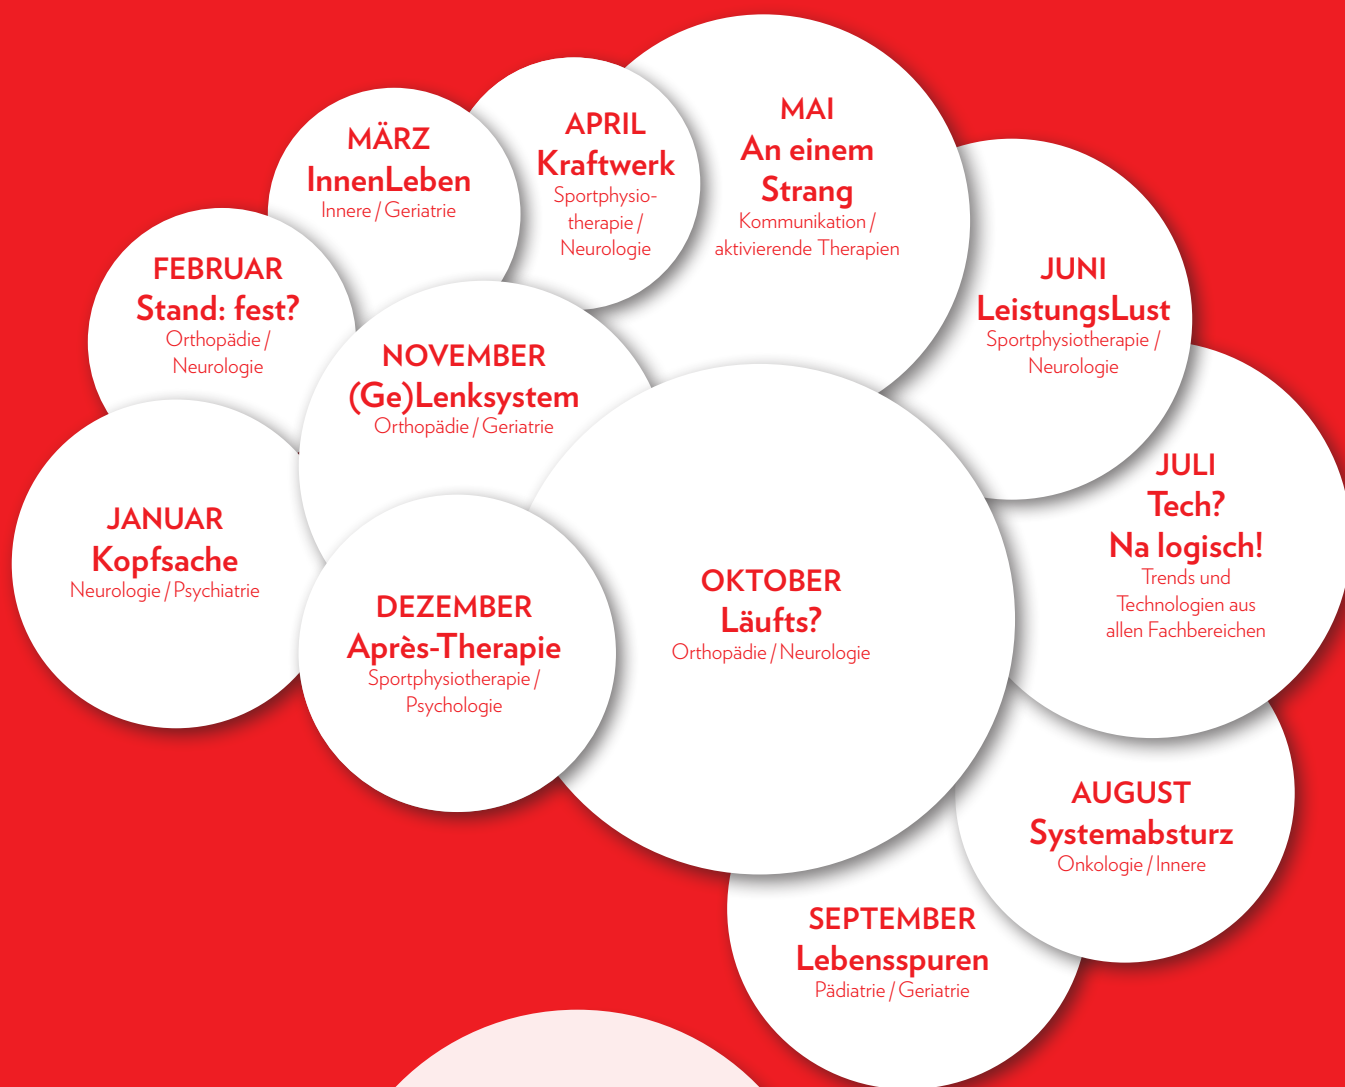 JANUAR
Kopfsache
Neurologie / Psychiatrie
FEBRUAR
Stand: fest?
Orthopädie /
Neurologie
MÄRZ
InnenLeben
Innere / Geriatrie
APRIL
Kraftwerk
Sportphysio-
therapie /
Neurologie
MAI
An einem
Strang
Kommunikation /
aktivierende Therapien
JUNI
LeistungsLust
Sportphysiotherapie /
Neurologie
JULI
Tech?
Na logisch!
Trends und
Technologien aus
allen Fachbereichen
AUGUST
Systemabsturz
Onkologie / Innere
SEPTEMBER
Lebensspuren
Pädiatrie / Geriatrie
OKTOBER
Läufts?
Orthopädie / Neurologie
NOVEMBER
(Ge)Lenksystem
Orthopädie / Geriatrie
DEZEMBER
Après-Therapie
Sportphysiotherapie /
Psychologie